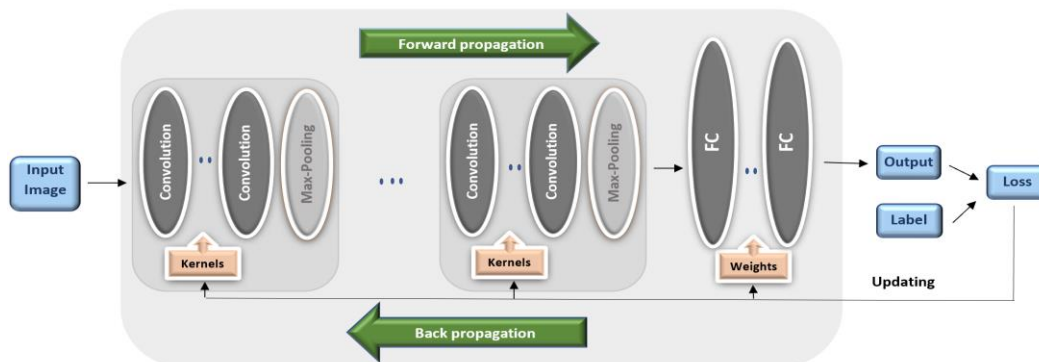 Forward propagation
Input
Image
Convolution
Convolution
Max-Pooling
Kernels
Convolution
Convolution
Max-Pooling
Kernels
FC
FC
Weights
Output
Label
Loss
Updating
Back propagation